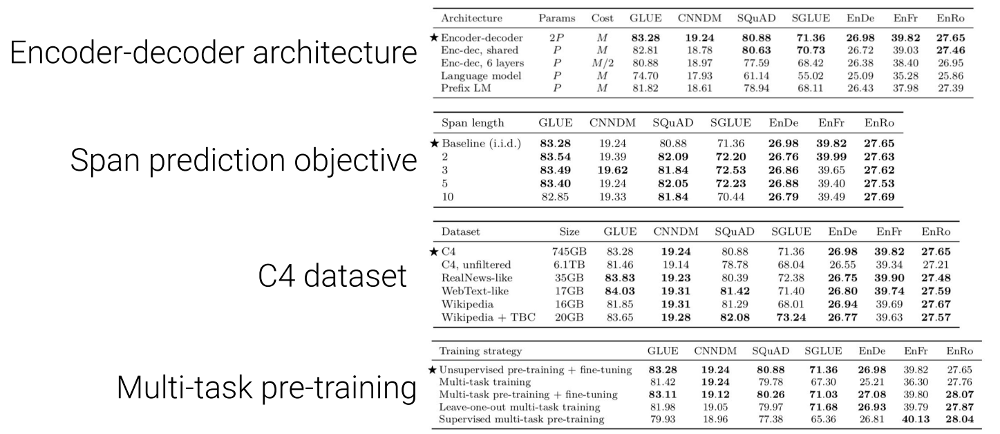 Encoder-decoder architecture
Architecture Params Cost GLUE CNNDM SQuAD SGLUE EnDe EnFr EnRo
★ Encoder-decoder 2P M 83.28 19.24 80.88 71.36 26.98 39.82 27.65
Enc-dec, shared P M 82.81 18.78 80.63 70.73 26.72 39.03 27.46
Enc-dec, 6 layers P M/2 80.88 18.97 77.59 68.42 26.38 38.40 26.95
Language model P M 74.70 17.93 61.14 55.02 25.09 35.28 25.86
Prefix LM P M 81.82 18.61 78.94 68.11 26.43 37.98 27.39
Span prediction objective
Span length GLUE CNNDM SQuAD SGLUE EnDe EnFr EnRo
★ Baseline (i.i.d.) 83.28 19.24 80.88 71.36 26.98 39.82 27.65
2 83.54 19.39 82.09 72.20 26.76 39.99 27.63
3 83.49 19.62 81.84 72.53 26.86 39.65 27.62
5 83.40 19.24 82.05 72.23 26.88 39.40 27.53
10 82.85 19.33 81.84 70.44 26.79 39.49 27.69
C4 dataset
Dataset Size GLUE CNNDM SQuAD SGLUE EnDe EnFr EnRo
★ C4 745GB 83.28 19.24 80.88 71.36 26.98 39.82 27.65
C4, unfiltered 6.1TB 81.46 19.14 78.78 68.04 26.55 39.34 27.21
RealNews-like 35GB 83.83 19.23 80.39 72.38 26.75 39.90 27.48
WebText-like 17GB 84.03 19.31 81.42 71.40 26.80 39.74 27.59
Wikipedia 16GB 81.85 19.31 81.29 68.01 26.94 39.69 27.67
Wikipedia + TBC 20GB 83.65 19.28 82.08 73.24 26.77 39.63 27.57
Multi-task pre-training
Training strategy GLUE CNNDM SQuAD SGLUE EnDe EnFr EnRo
★ Unsupervised pre-training + fine-tuning 83.28 19.24 80.88 71.36 26.98 39.82 27.65
Multi-task training 81.42 19.24 79.78 67.30 25.21 36.30 27.76
Multi-task pre-training + fine-tuning 83.11 19.12 80.26 71.03 27.08 39.80 28.07
Leave-one-out multi-task training 81.98 19.05 79.97 71.68 26.93 39.79 27.87
Supervised multi-task pre-training 79.93 18.96 77.38 65.36 26.81 40.13 28.04